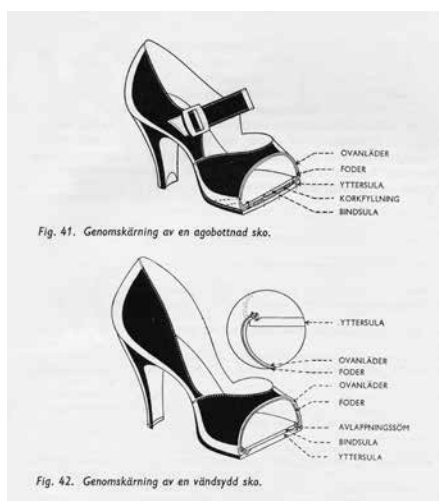 OVANLÄDER
FODER
YTTERSULA
KORKFYLLNING
BINDSULA
Fig. 41. Genomskärning av en agobottnad sko.
YTTERSULA
OVANLÄDER
FODER
OVANLÄDER
FODER
AVLAPPNINGSSÖM
BINDSULA
YTTERSULA
Fig. 42. Genomskärning av en vändsydd sko.